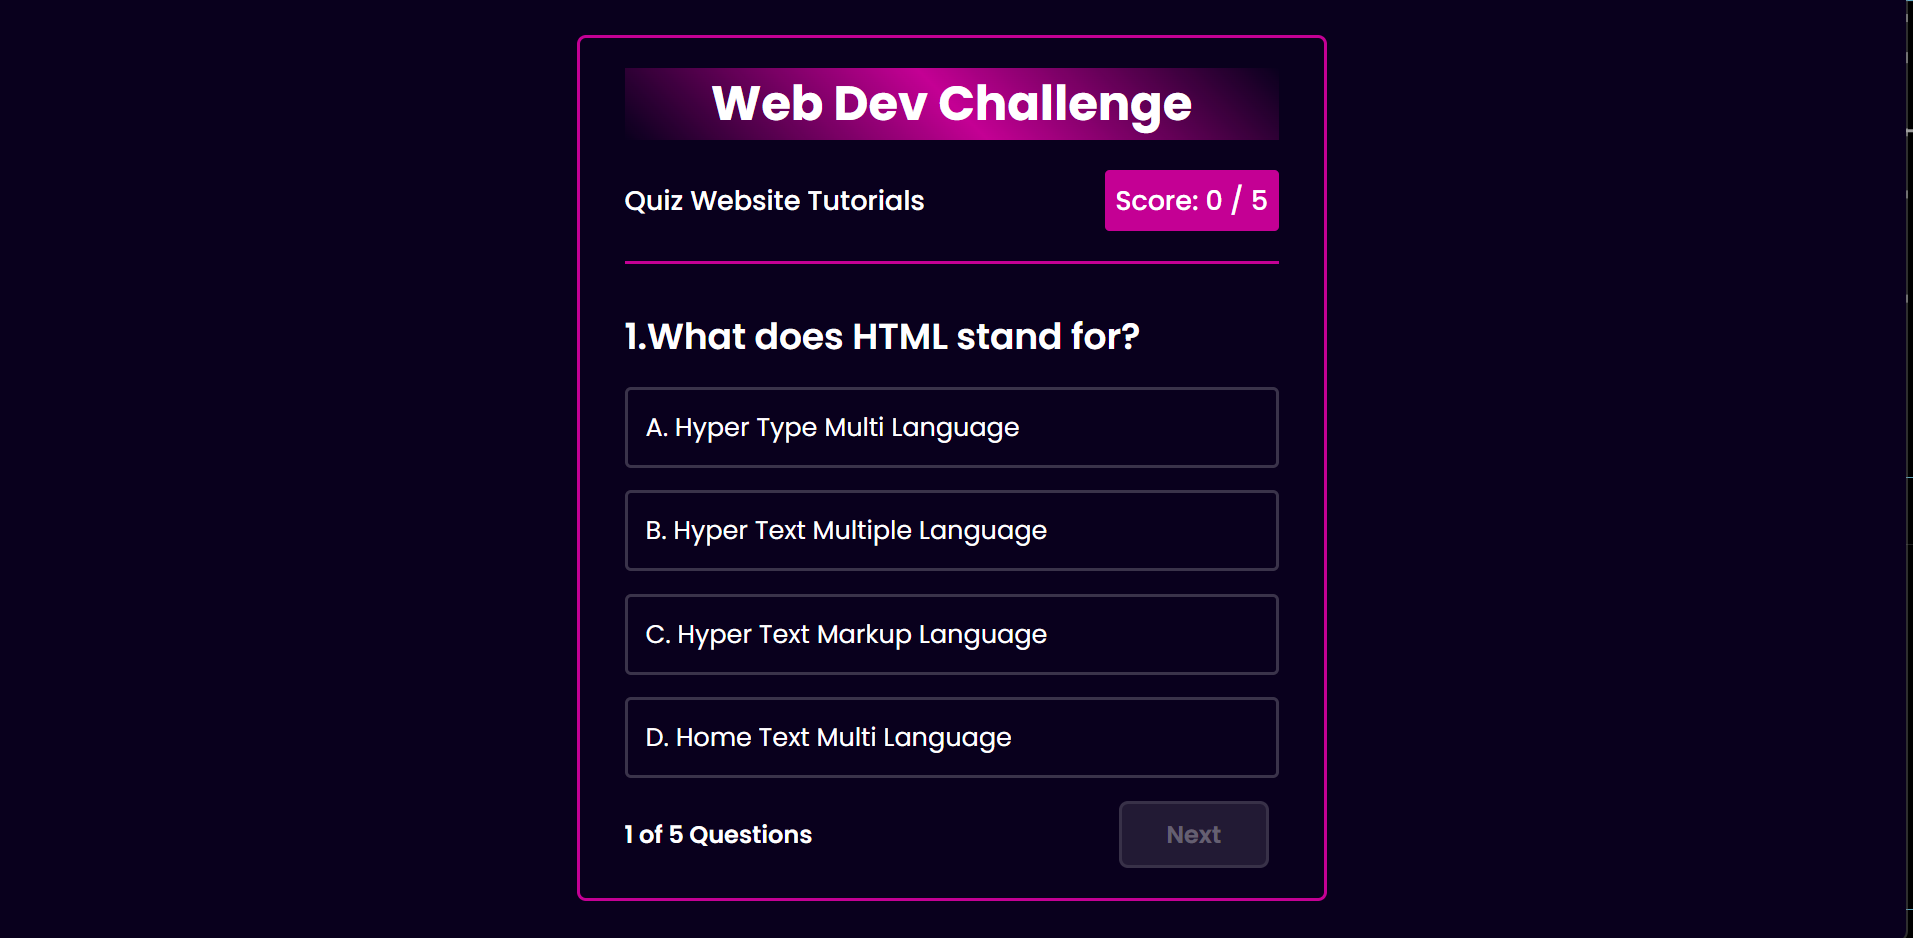 Web Dev Challenge
Quiz Website Tutorials
Score: 0 / 5
1.What does HTML stand for?
A. Hyper Type Multi Language
B. Hyper Text Multiple Language
C. Hyper Text Markup Language
D. Home Text Multi Language
1 of 5 Questions
Next